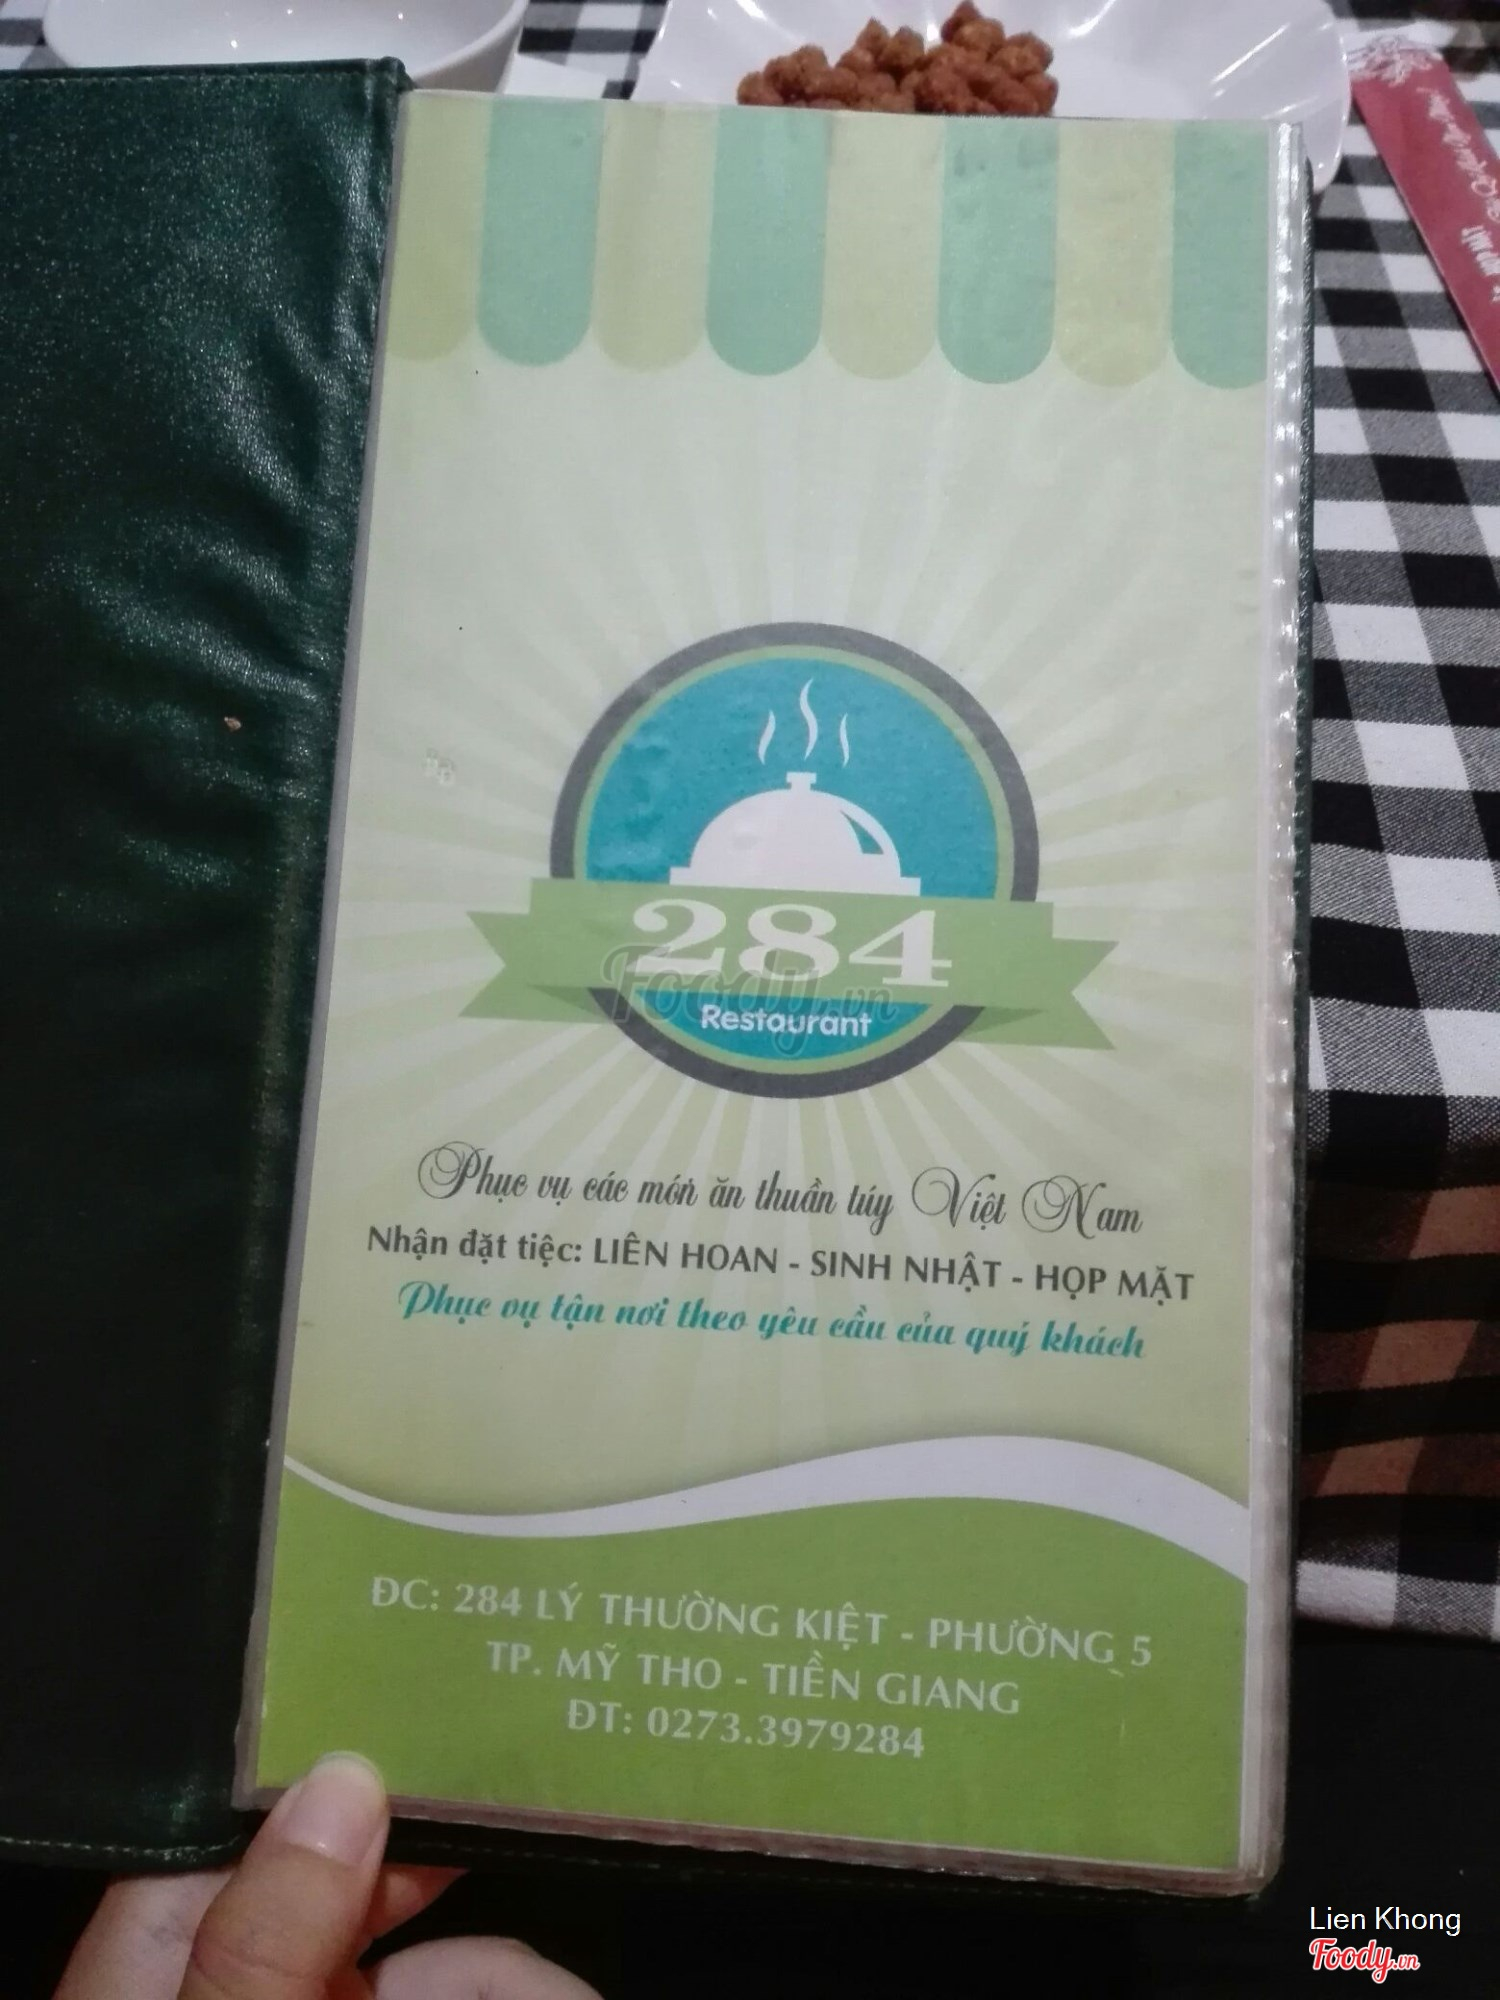 284
Restaurant
Phục vụ các món ăn thuần túy Việt Nam
Nhận đặt tiệc: LIÊN HOAN - SINH NHẬT - HỌP MẶT
Phục vụ tận nơi theo yêu cầu của quý khách
ĐC: 284 LÝ THƯỜNG KIỆT - PHƯỜNG 5
TP. MỸ THO - TIỀN GIANG
ĐT: 0273.3979284
Foody.vn
Lien Khong
Foody.vn